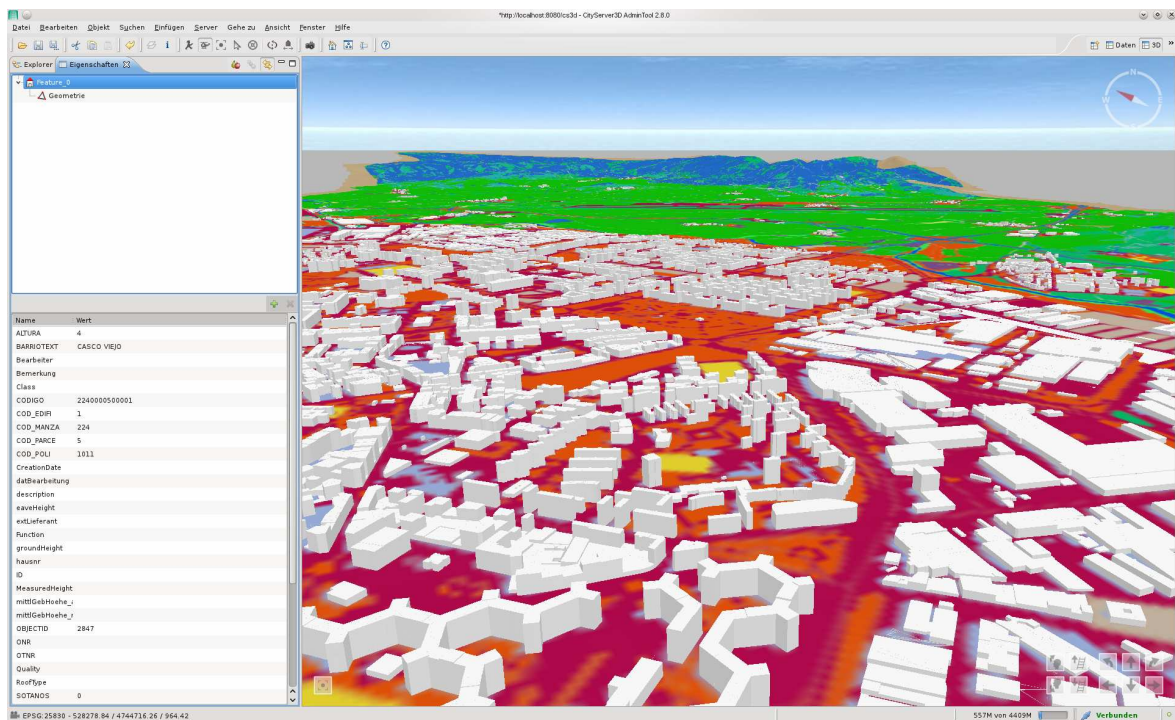 *http://localhost:8080/cs3d - CityServer3D AdminTool 2.8.0
Datei Bearbeiten Objekt Suchen Einfügen Server Gehe zu Ansicht Fenster Hilfe
Daten 3D »
Explorer Eigenschaften
Feature_0
Geometrie
N
W
Name Wert
ALTURA 4
BARRIOTEXT CASCO VIEJO
Bearbeiter
Bemerkung
Class
CODIGO 2240000500001
COD_EDIFI 1
COD_MANZA 224
COD_PARCE 5
COD_POLI 1011
CreationDate
datBearbeitung
description
eaveHeight
extLieferant
Function
groundHeight
hausnr
ID
MeasuredHeight
mittlGebHoehe_
mittlGebHoehe_
OBJECTID 2847
ONR
OTNR
Quality
RoofType
SOTANOS 0
EPSG:25830 - 528278.84 / 4744716.26 / 964.42
557M von 4409M
Verbunden